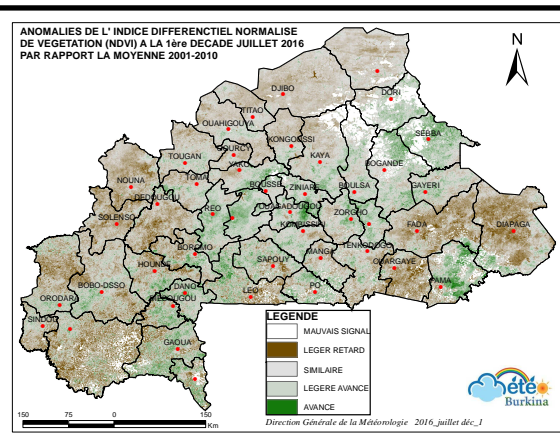 ANOMALIES DE L' INDICE DIFFERENCTIEL NORMALISE
DE VEGETATION (NDVI) A LA 1ère DECADE JUILLET 2016
PAR RAPPORT LA MOYENNE 2001-2010
N
DJIBO
DORI
TITAO
OUAHIGOUYA
SEBBA
KONGOUSSI
GOURCY
TOUGAN
KAYA
YAKO
BOGANDE
NOUNA
TOMA
BOUSSE
ZINIARE
BOULSA
GAYERI
DEDOUGOU
REO
OUAGADOUGOU
ZORGHO
SOLENSO
KOMBISSIRI
FADA
DIAPAGA
BOROMO
MANGA
TENKODOGO
HOUNDE
SAPOUY
OUARGAYE
BOBO-DSSO
DANO
PAMA
ORODARA
DIEBOUGOU
LEO
PO
SINDOU
GAOUA
LEGENDE
MAUVAIS SIGNAL
LEGER RETARD
SIMILAIRE
LEGERE AVANCE
AVANCE
météo
Burkina
150 75 0 150
Km
Direction Générale de la Météorologie 2016_juillet déc_1